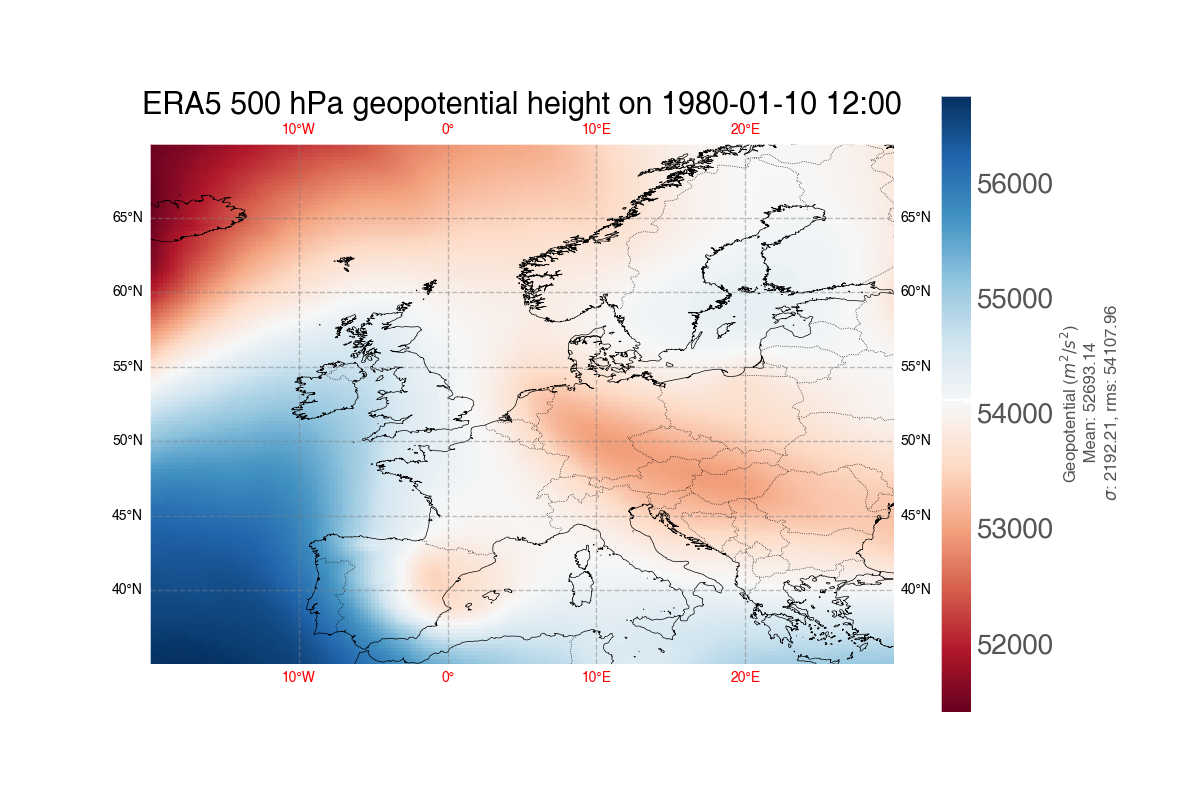 ERA5 500 hPa geopotential height on 1980-01-10 12:00
10°W 0° 10°E 20°E
65°N 65°N
60°N 60°N
55°N 55°N
50°N 50°N
45°N 45°N
40°N 40°N
10°W 0° 10°E 20°E
56000
55000
54000
53000
52000
Geopotential (m²/s²)
Mean: 52693.14
σ: 2192.21, rms: 54107.96